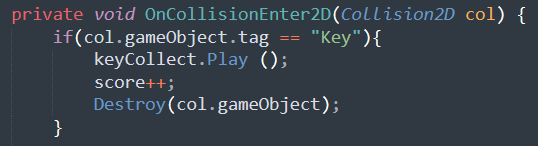 private void OnCollisionEnter2D(Collision2D col) {
    if(col.gameObject.tag == "Key"){
        keyCollect.Play ();
        score++;
        Destroy(col.gameObject);
    }